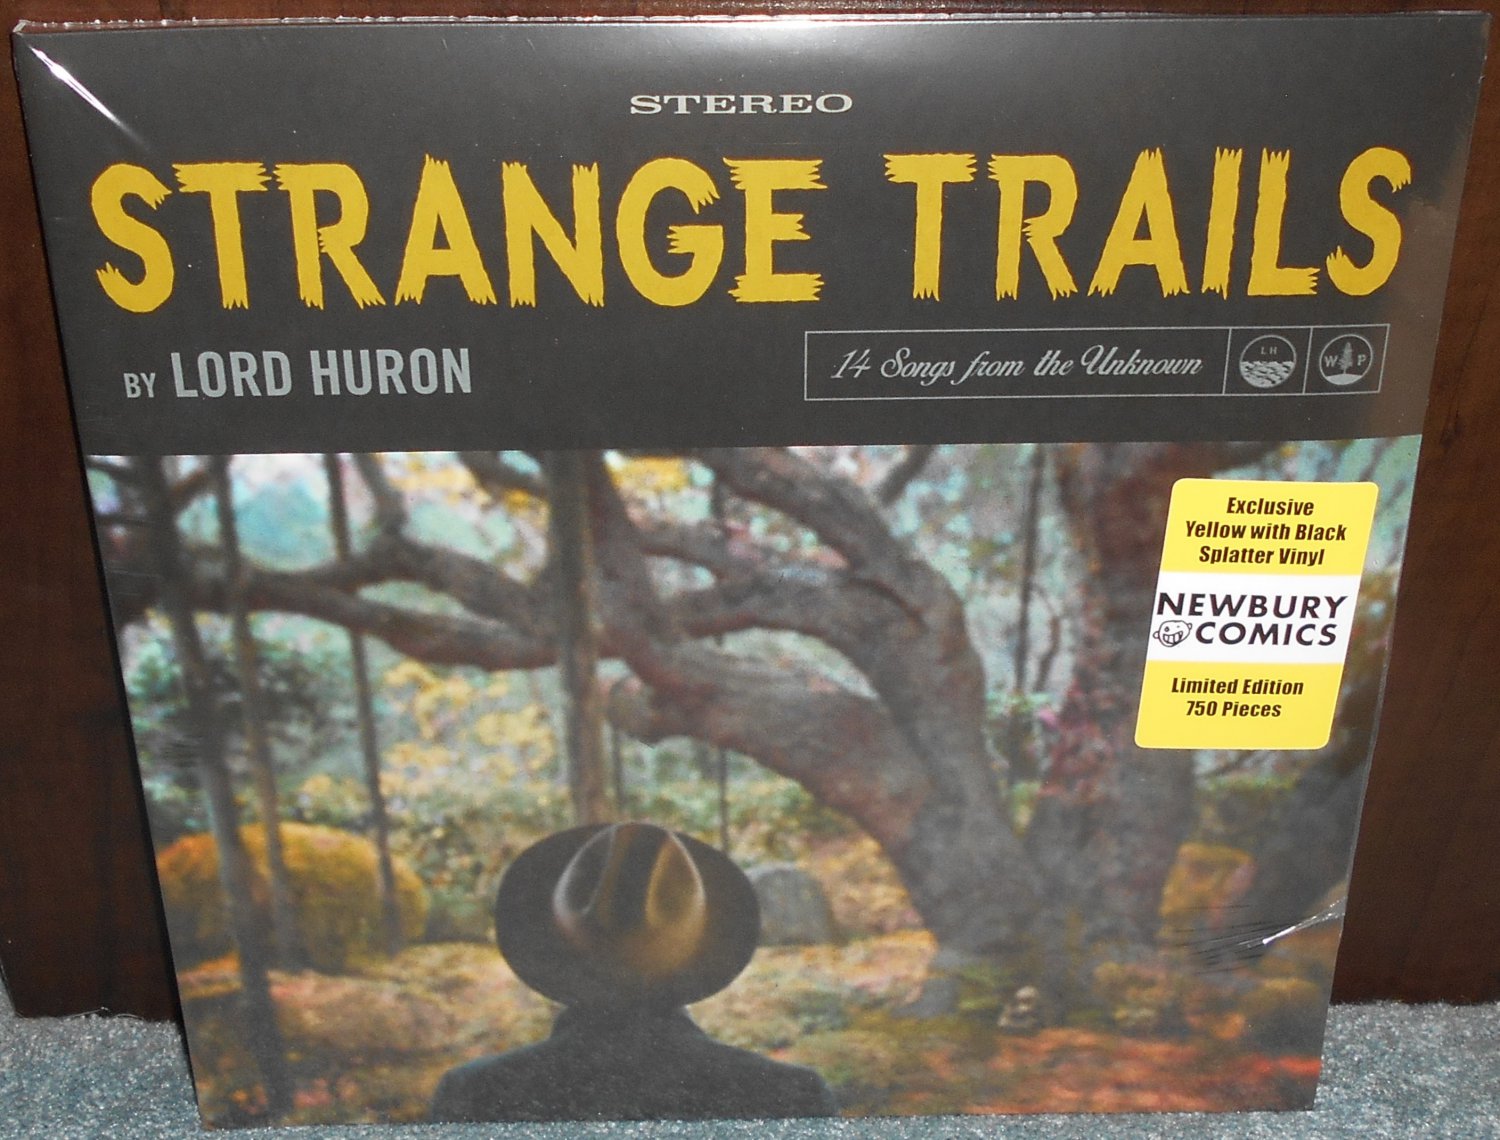 STEREO
STRANGE TRAILS
BY LORD HURON
14 Songs from the Unknown
LH
W P
Exclusive
Yellow with Black
Splatter Vinyl
NEWBURY
COMICS
Limited Edition
750 Pieces